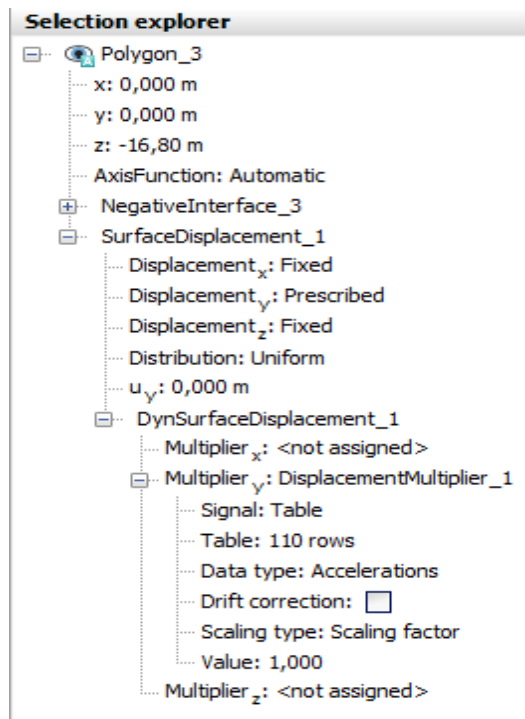 Selection explorer
Polygon_3
x: 0,000 m
y: 0,000 m
z: -16,80 m
AxisFunction: Automatic
NegativeInterface_3
SurfaceDisplacement_1
Displacementx: Fixed
Displacementy: Prescribed
Displacementz: Fixed
Distribution: Uniform
uy: 0,000 m
DynSurfaceDisplacement_1
Multiplierx: <not assigned>
Multipliery: DisplacementMultiplier_1
Signal: Table
Table: 110 rows
Data type: Accelerations
Drift correction:
Scaling type: Scaling factor
Value: 1,000
Multiplierz: <not assigned>